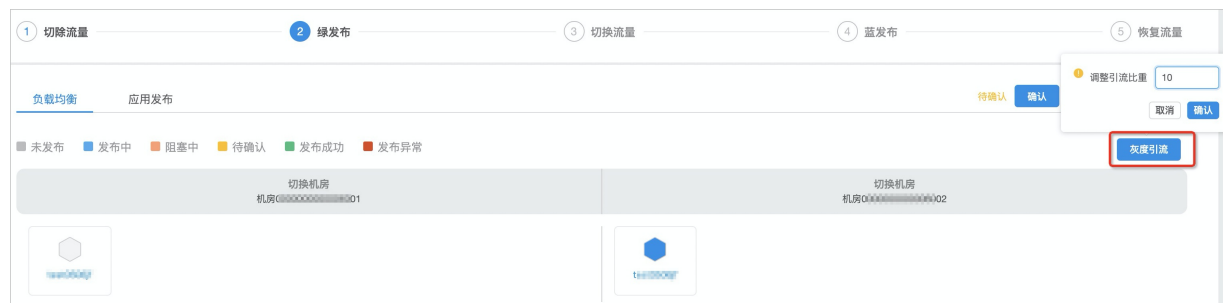 1 切除流量
2 绿发布
3 切换流量
4 蓝发布
5 恢复流量
调整引流比重 10
取消 确认
负载均衡 应用发布
待确认 确认
未发布 发布中 阻塞中 待确认 发布成功 发布异常
灰度引流
切换机房
机房
切换机房
机房